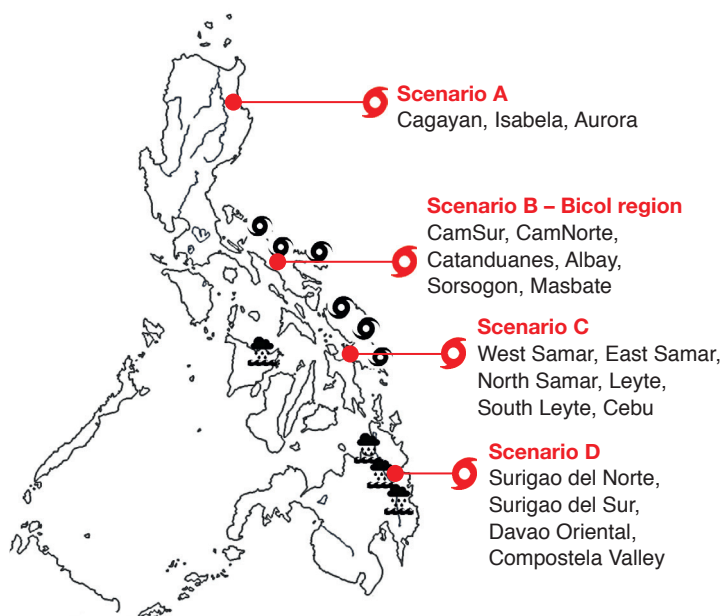 Scenario A
Cagayan, Isabela, Aurora
Scenario B – Bicol region
CamSur, CamNorte,
Catanduanes, Albay,
Sorsogon, Masbate
Scenario C
West Samar, East Samar,
North Samar, Leyte,
South Leyte, Cebu
Scenario D
Surigao del Norte,
Surigao del Sur,
Davao Oriental,
Compostela Valley